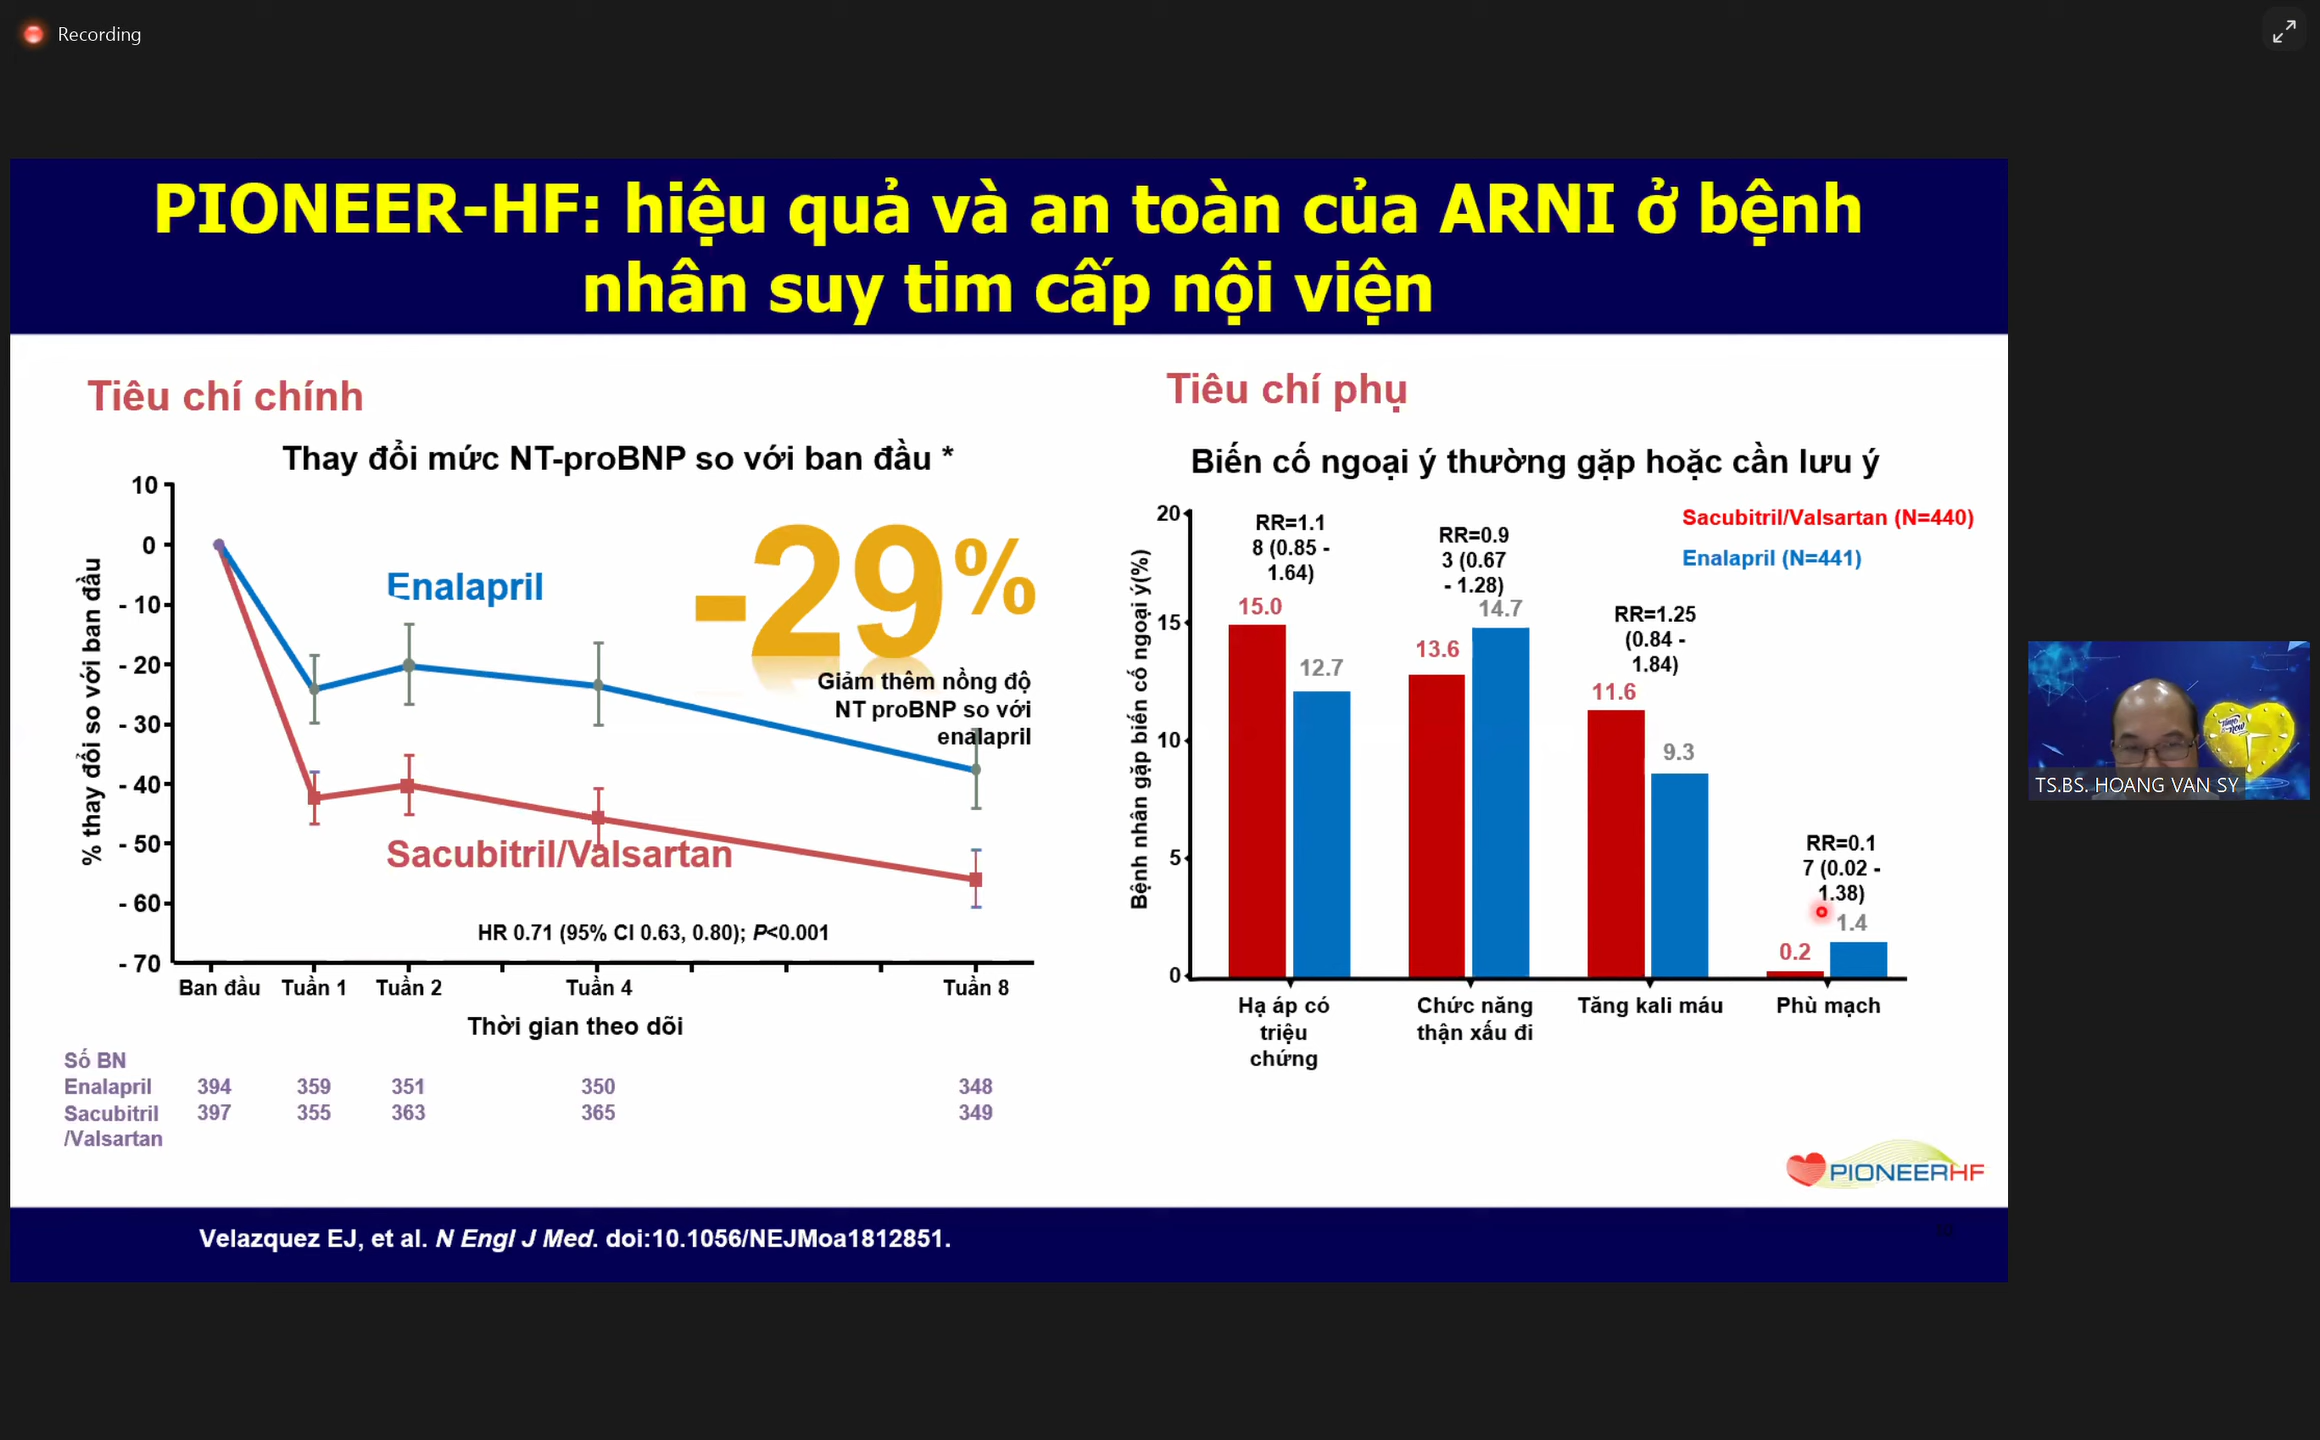 Recording
PIONEER-HF: hiệu quả và an toàn của ARNI ở bệnh
nhân suy tim cấp nội viện
Tiêu chí chính
Thay đổi mức NT-proBNP so với ban đầu *
% thay đổi so với ban đầu
10
0
- 10
- 20
- 30
- 40
- 50
- 60
- 70
Enalapril
-29%
Giảm thêm nồng độ
NT proBNP so với
enalapril
Sacubitril/Valsartan
HR 0.71 (95% CI 0.63, 0.80); P<0.001
Ban đầu Tuần 1 Tuần 2 Tuần 4 Tuần 8
Thời gian theo dõi
Số BN
Enalapril 394 359 351 350 348
Sacubitril 397 355 363 365 349
/Valsartan
Tiêu chí phụ
Biến cố ngoại ý thường gặp hoặc cần lưu ý
Bệnh nhân gặp biến cố ngoại ý(%)
20
15
10
5
0
Sacubitril/Valsartan (N=440)
Enalapril (N=441)
RR=1.1
8 (0.85 -
1.64)
15.0
12.7
RR=0.9
3 (0.67
- 1.28)
13.6
14.7
RR=1.25
(0.84 -
1.84)
11.6
9.3
RR=0.1
7 (0.02 -
1.38)
0.2
1.4
Hạ áp có
triệu
chứng
Chức năng
thận xấu đi
Tăng kali máu
Phù mạch
PIONEERHF
Velazquez EJ, et al. N Engl J Med. doi:10.1056/NEJMoa1812851.
TS.BS. HOANG VAN SY